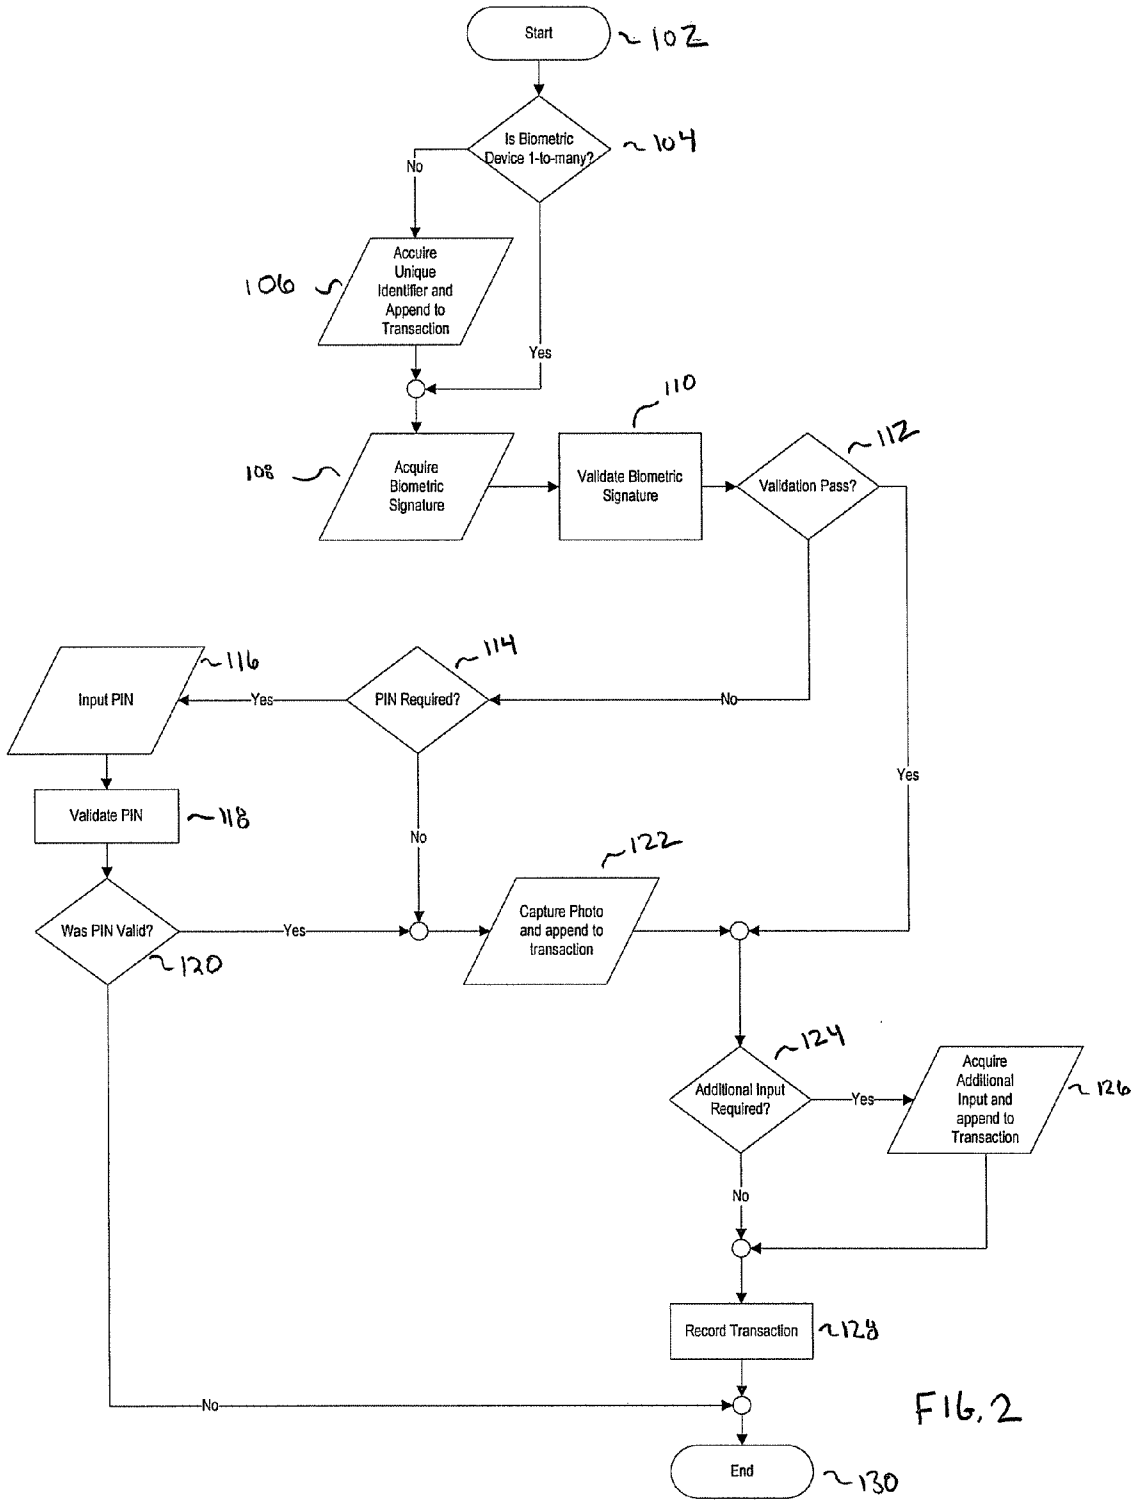 Start
102
Is Biometric
Device 1-to-many?
104
No
Accuire
Unique
Identifier and
Append to
Transaction
106
Yes
Acquire
Biometric
Signature
108
Validate Biometric
Signature
110
Validation Pass?
112
Input PIN
116
Yes
PIN Required?
114
No
Yes
Validate PIN
118
No
Was PIN Valid?
120
Yes
Capture Photo
and append to
transaction
122
Additional Input
Required?
124
Yes
Acquire
Additional
Input and
append to
Transaction
126
No
Record Transaction
128
No
FIG. 2
End
130